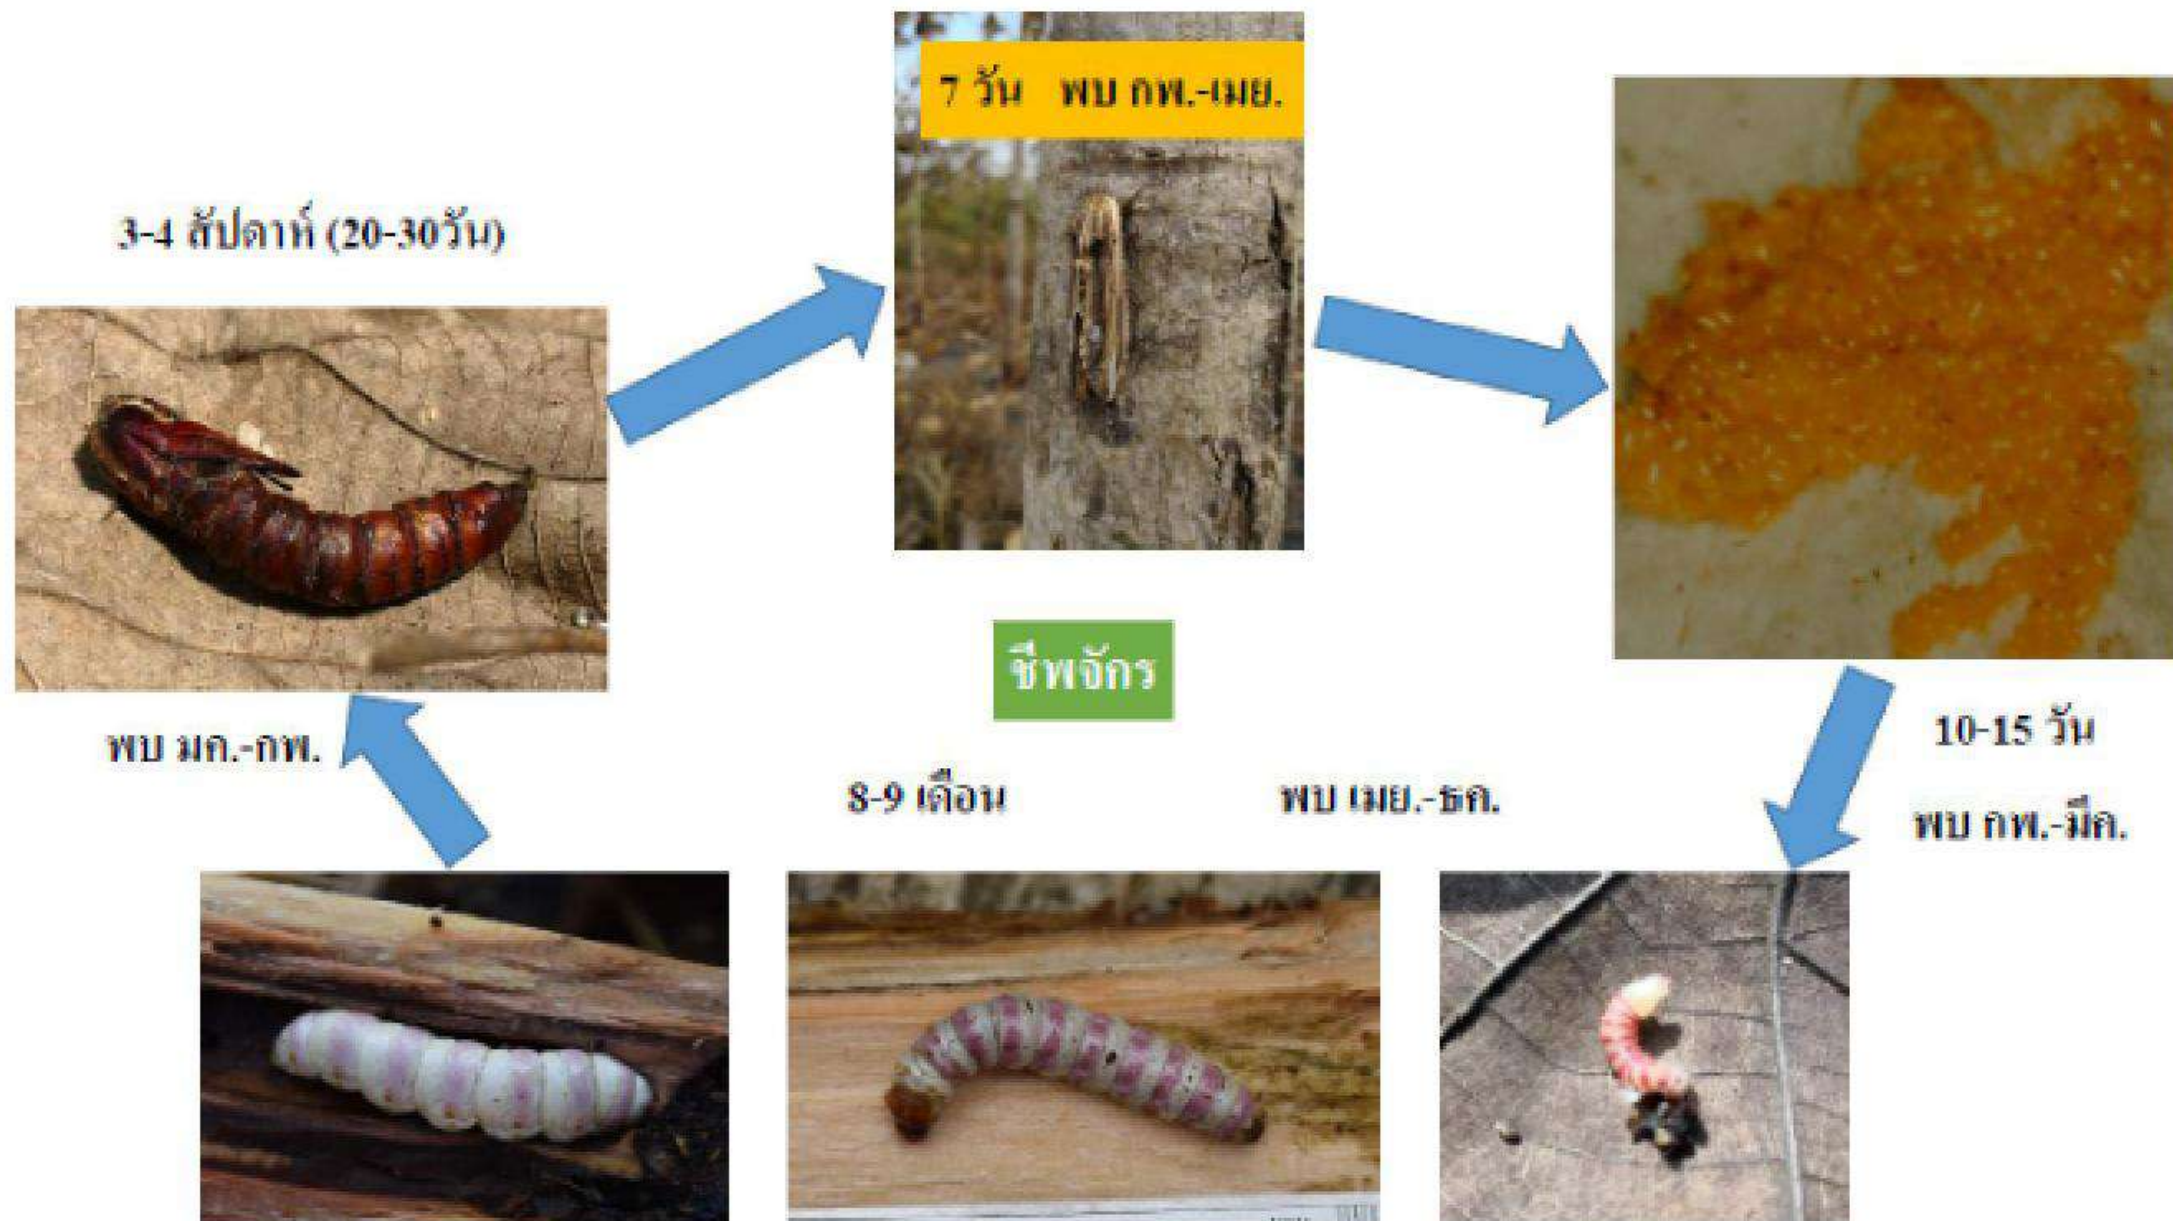 7 วัน พบ กพ.-เมย.
3-4 สัปดาห์ (20-30วัน)
ชีพจักร
พบ มค.-กพ.
10-15 วัน
8-9 เดือน
พบ เมย.-ธค.
พบ กพ.-มีค.